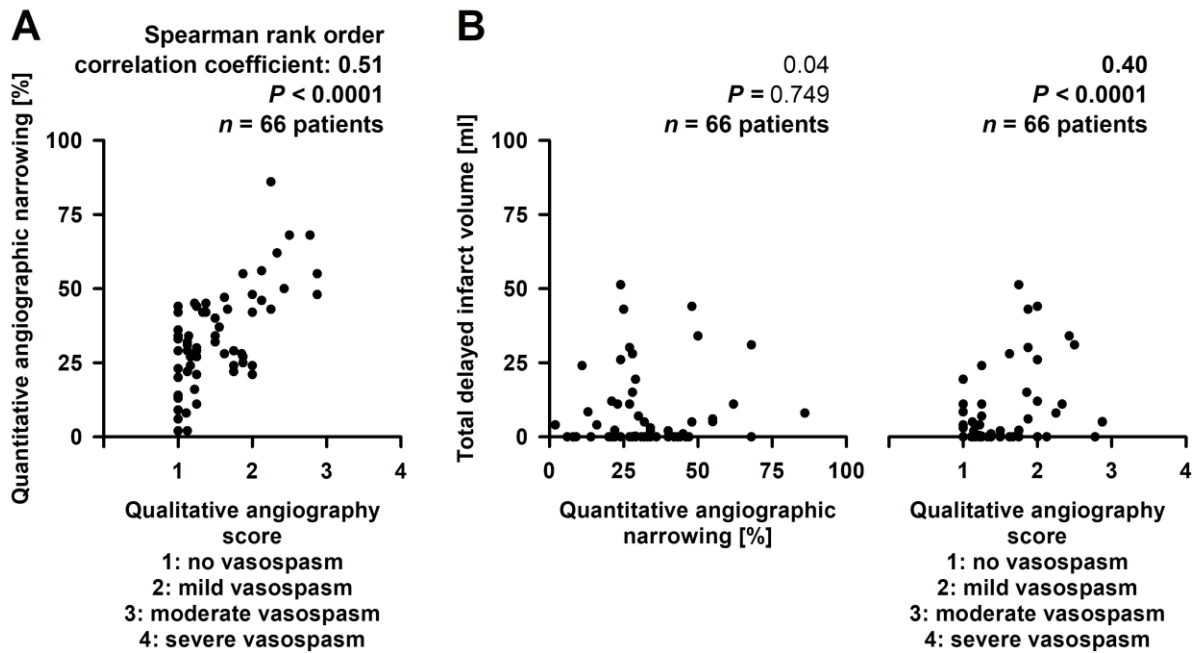 A
Spearman rank order
correlation coefficient: 0.51
P < 0.0001
n = 66 patients
Quantitative angiographic narrowing [%]
100
75
50
25
0
1
2
3
4
Qualitative angiography
score
1: no vasospasm
2: mild vasospasm
3: moderate vasospasm
4: severe vasospasm
B
0.04
P = 0.749
n = 66 patients
Total delayed infarct volume [ml]
100
75
50
25
0
0
25
50
75
100
Quantitative angiographic
narrowing [%]
0.40
P < 0.0001
n = 66 patients
1
2
3
4
Qualitative angiography
score
1: no vasospasm
2: mild vasospasm
3: moderate vasospasm
4: severe vasospasm